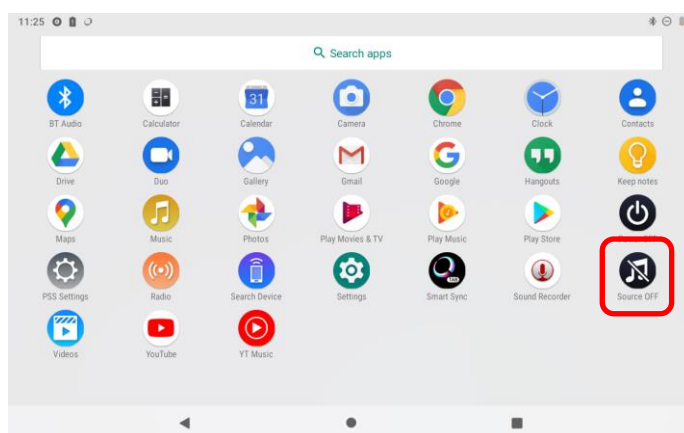 11:25
Search apps
BT Audio Calculator 31 Calendar Camera Chrome Clock Contacts
Drive Duo Gallery Gmail Google Hangouts Keep notes
Maps Music Photos Play Movies & TV Play Music Play Store
PSS Settings Radio Search Device Settings Smart Sync Sound Recorder Source OFF
Videos YouTube YT Music